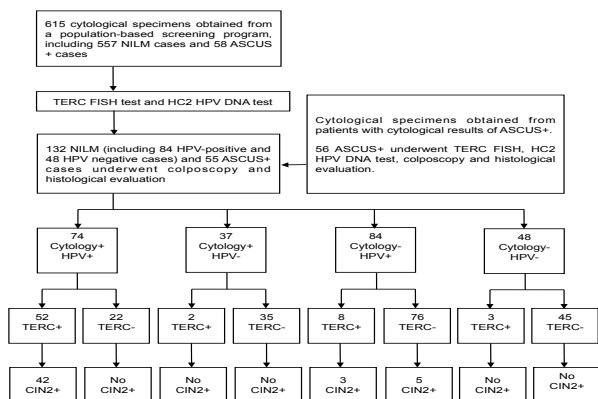 615 cytological specimens obtained from
a population-based screening program,
including 557 NILM cases and 58 ASCUS
+ cases
TERC FISH test and HC2 HPV DNA test
Cytological specimens obtained from
patients with cytological results of ASCUS+.
56 ASCUS+ underwent TERC FISH, HC2
HPV DNA test, colposcopy and histological
evaluation.
132 NILM (including 84 HPV-positive and
48 HPV negative cases) and 55 ASCUS+
cases underwent colposcopy and
histological evaluation
74
Cytology+
HPV+
37
Cytology+
HPV-
84
Cytology-
HPV+
48
Cytology-
HPV-
52
TERC+
22
TERC-
2
TERC+
35
TERC-
8
TERC+
76
TERC-
3
TERC+
45
TERC-
42
CIN2+
No
CIN2+
No
CIN2+
No
CIN2+
3
CIN2+
5
CIN2+
No
CIN2+
No
CIN2+